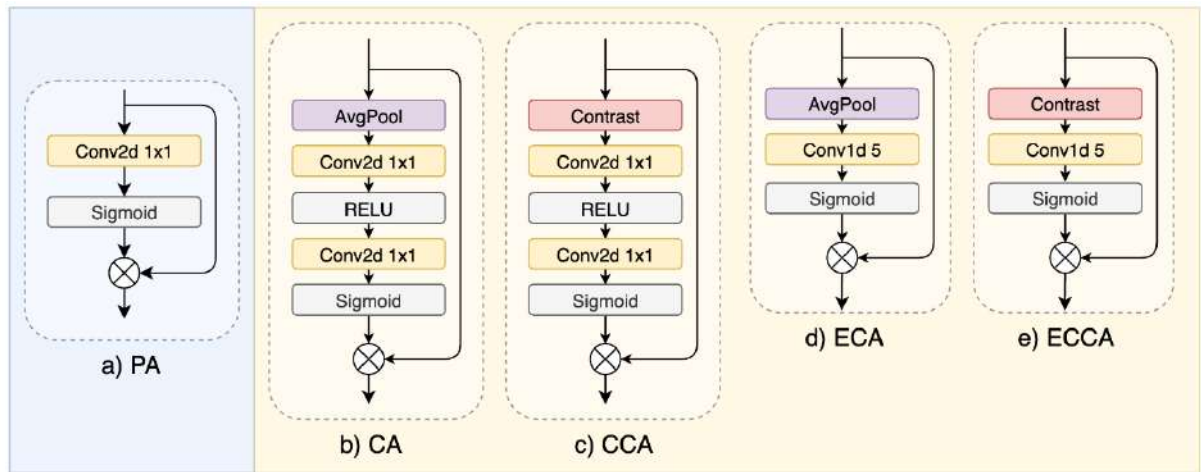 Conv2d 1x1
Sigmoid
a) PA
AvgPool
Conv2d 1x1
RELU
Conv2d 1x1
Sigmoid
b) CA
Contrast
Conv2d 1x1
RELU
Conv2d 1x1
Sigmoid
c) CCA
AvgPool
Conv1d 5
Sigmoid
d) ECA
Contrast
Conv1d 5
Sigmoid
e) ECCA